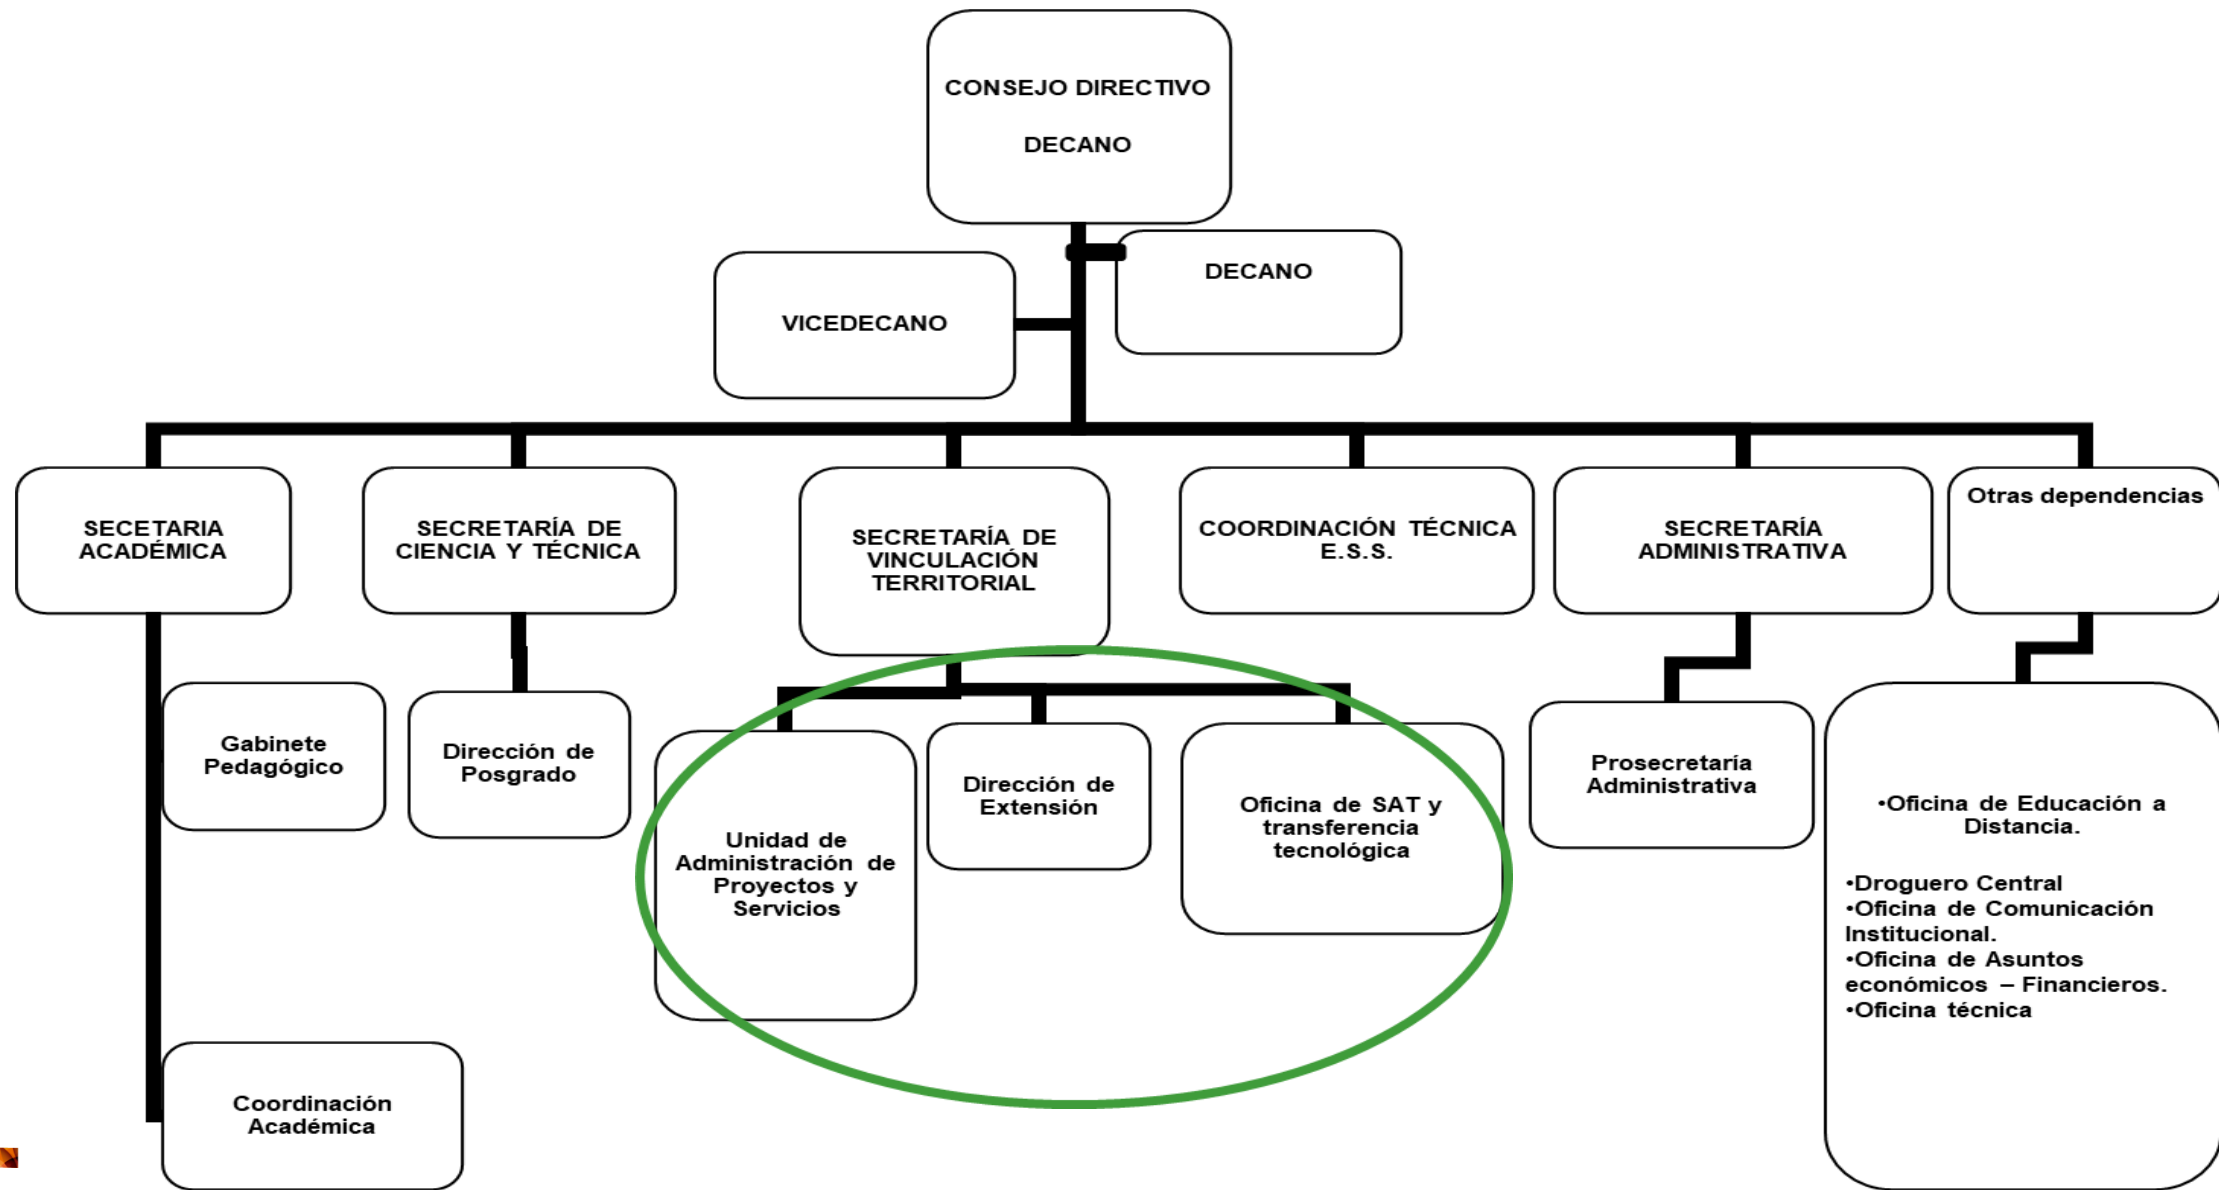 CONSEJO DIRECTIVO
DECANO
DECANO
VICEDECANO
SECETARIA
ACADÉMICA
SECRETARÍA DE
CIENCIA Y TÉCNICA
SECRETARÍA DE
VINCULACIÓN
TERRITORIAL
COORDINACIÓN TÉCNICA
E.S.S.
SECRETARÍA
ADMINISTRATIVA
Otras dependencias
Gabinete
Pedagógico
Dirección de
Posgrado
Unidad de
Administración de
Proyectos y
Servicios
Dirección de
Extensión
Oficina de SAT y
transferencia
tecnológica
Prosecretaría
Administrativa
•Oficina de Educación a
Distancia.
•Droguero Central
•Oficina de Comunicación
Institucional.
•Oficina de Asuntos
económicos – Financieros.
•Oficina técnica
Coordinación
Académica